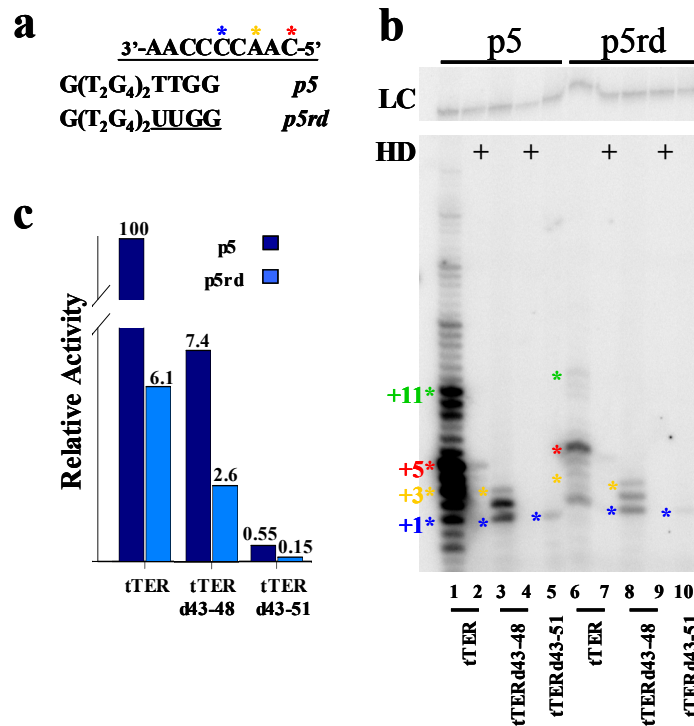 a
* * *
3'-AACCCCAAC-5'
G(T2G4)2TTGG p5
G(T2G4)2UUGG p5rd
b
p5 p5rd
LC
HD + + + +
+11*
+5*
+3*
+1*
1 2 3 4 5 6 7 8 9 10
tTER
tTERd43-48
tTERd43-51
tTER
tTERd43-48
tTERd43-51
c
Relative Activity
p5
p5rd
100
6.1
7.4
2.6
0.55
0.15
tTER tTER tTER
d43-48 d43-51